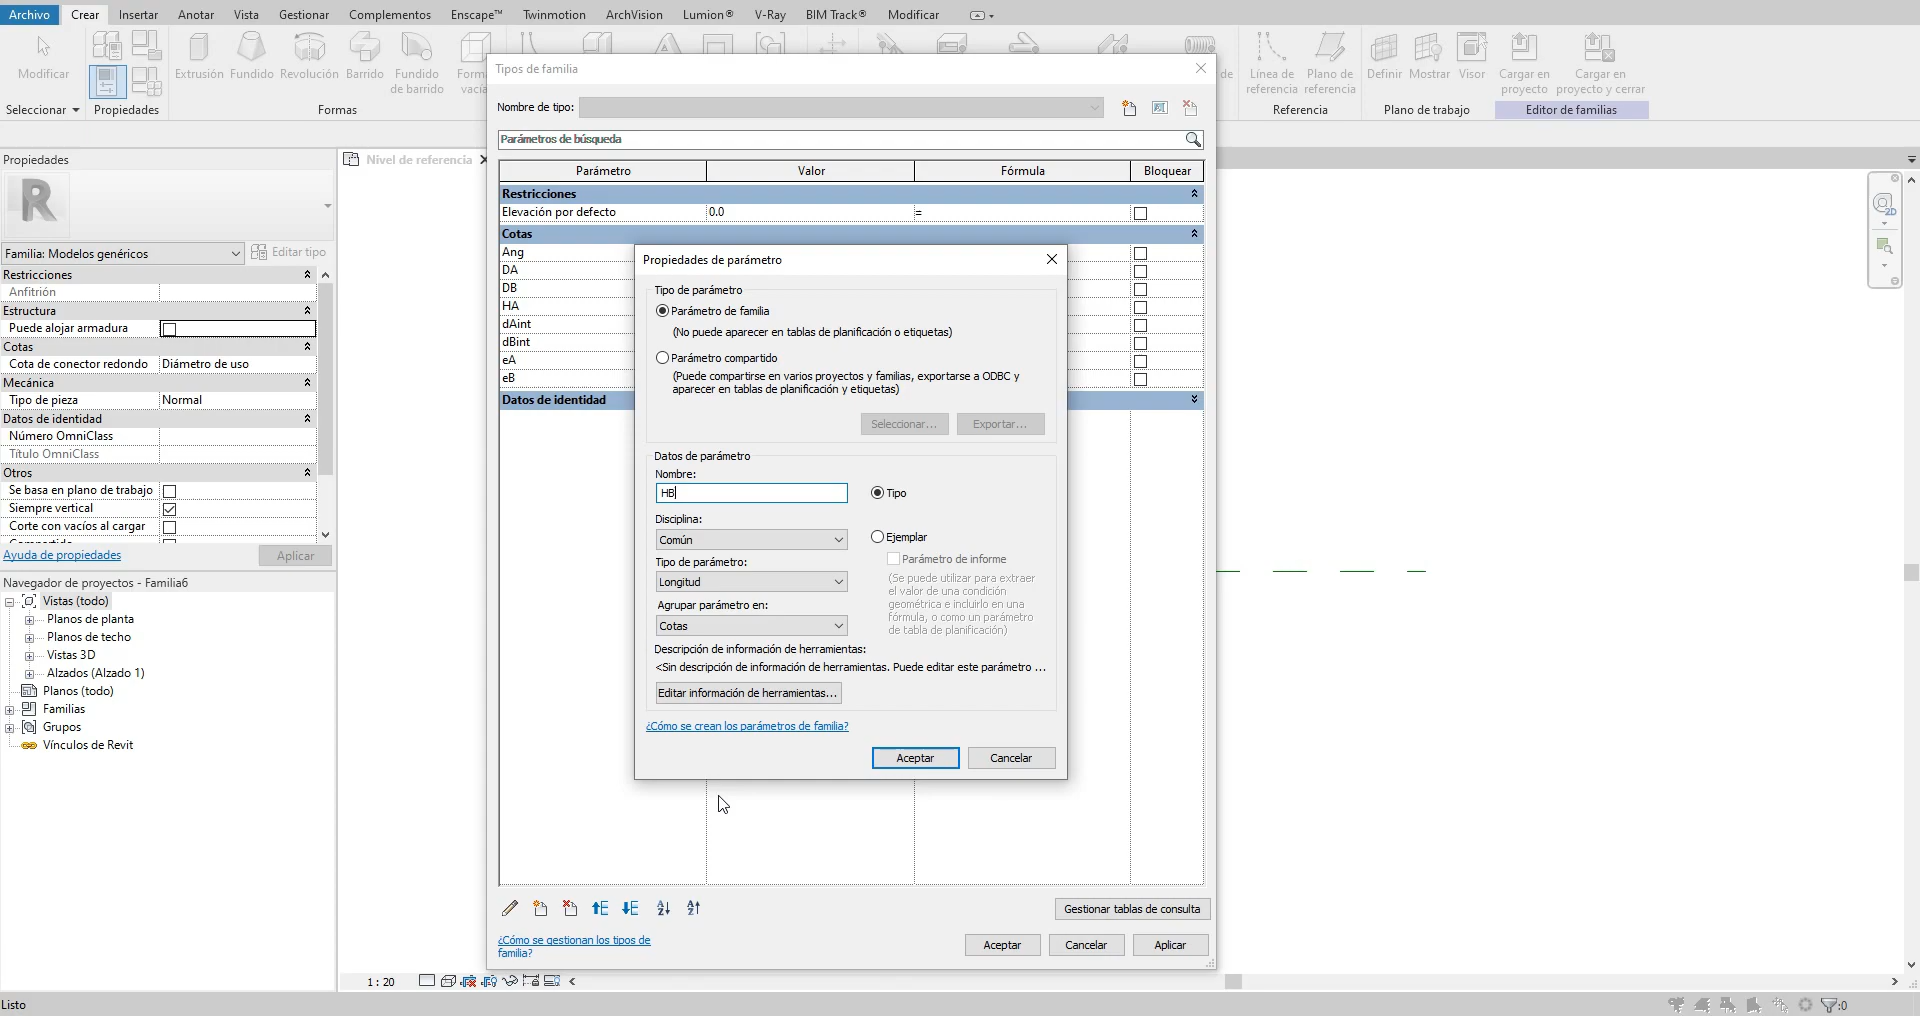 Archivo Crear Insertar Anotar Vista Gestionar Complementos Enscape™ Twinmotion ArchVision Lumion® V-Ray BIM Track® Modificar
Modificar
Extrusión Fundido Revolución Barrido Fundido
de barrido
Forma
vacía
de Línea de
referencia
Plano de
referencia
Definir Mostrar Visor Cargar en
proyecto
Cargar en
proyecto y cerrar
Seleccionar Propiedades Formas Referencia Plano de trabajo Editor de familias
Propiedades
R
Familia: Modelos genéricos Editar tipo
Restricciones
Anfitrión
Estructura
Puede alojar armadura
Cotas
Cota de conector redondo Diámetro de uso
Mecánica
Tipo de pieza Normal
Datos de identidad
Número OmniClass
Título OmniClass
Otros
Se basa en plano de trabajo
Siempre vertical
Corte con vacíos al cargar
Ayuda de propiedades Aplicar
Navegador de proyectos - Familia6
Vistas (todo)
Planos de planta
Planos de techo
Vistas 3D
Alzados (Alzado 1)
Planos (todo)
Familias
Grupos
Vínculos de Revit
Nivel de referencia
2D
Tipos de familia
Nombre de tipo:
Parámetros de búsqueda
Parámetro Valor Fórmula Bloquear
Restricciones
Elevación por defecto 0.0 =
Cotas
Ang
DA
DB
HA
dAint
dBint
eA
eB
Datos de identidad
Propiedades de parámetro
Tipo de parámetro
Parámetro de familia
(No puede aparecer en tablas de planificación o etiquetas)
Parámetro compartido
(Puede compartirse en varios proyectos y familias, exportarse a ODBC y
aparecer en tablas de planificación y etiquetas)
Seleccionar... Exportar...
Datos de parámetro
Nombre:
HB Tipo
Disciplina:
Común Ejemplar
Parámetro de informe
(Se puede utilizar para extraer
el valor de una condición
geométrica e incluirlo en una
fórmula, o como un parámetro
de tabla de planificación)
Tipo de parámetro:
Longitud
Agrupar parámetro en:
Cotas
Descripción de información de herramientas:
<Sin descripción de información de herramientas. Puede editar este parámetro ...
Editar información de herramientas...
¿Cómo se crean los parámetros de familia?
Aceptar Cancelar
Gestionar tablas de consulta
¿Cómo se gestionan los tipos de
familia?
Aceptar Cancelar Aplicar
1 : 20
Listo :0